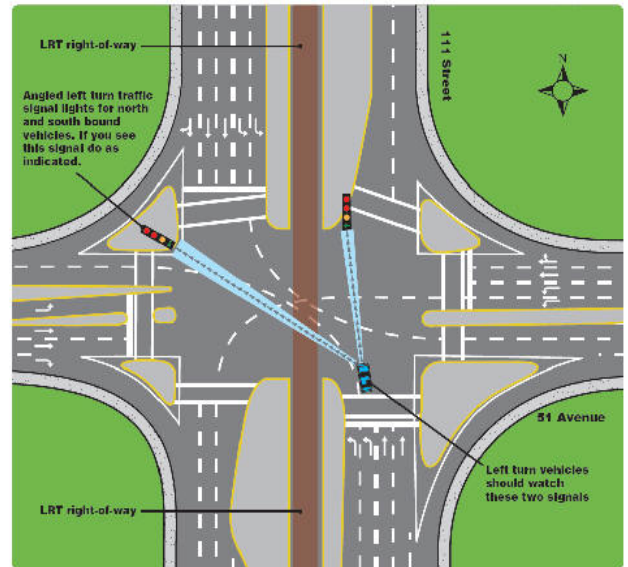 LRT right-of-way
111 Street
N
Angled left turn traffic
signal lights for north
and south bound
vehicles. If you see
this signal do as
indicated.
51 Avenue
Left turn vehicles
should watch
these two signals
LRT right-of-way